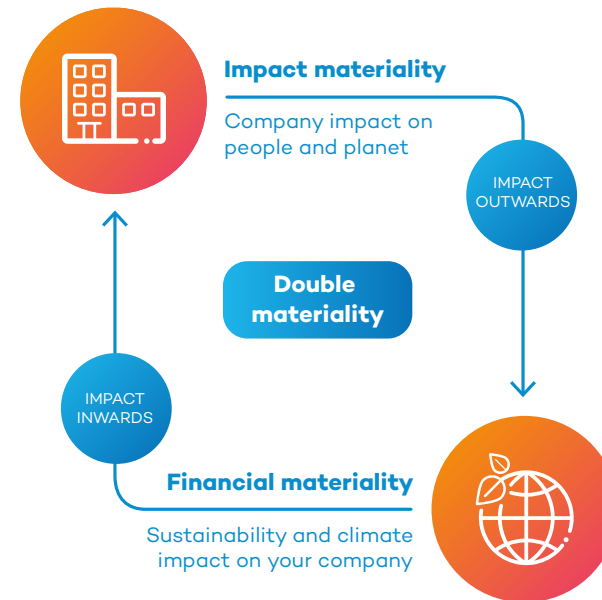 Impact materiality
Company impact on
people and planet
IMPACT
OUTWARDS
Double
materiality
IMPACT
INWARDS
Financial materiality
Sustainability and climate
impact on your company